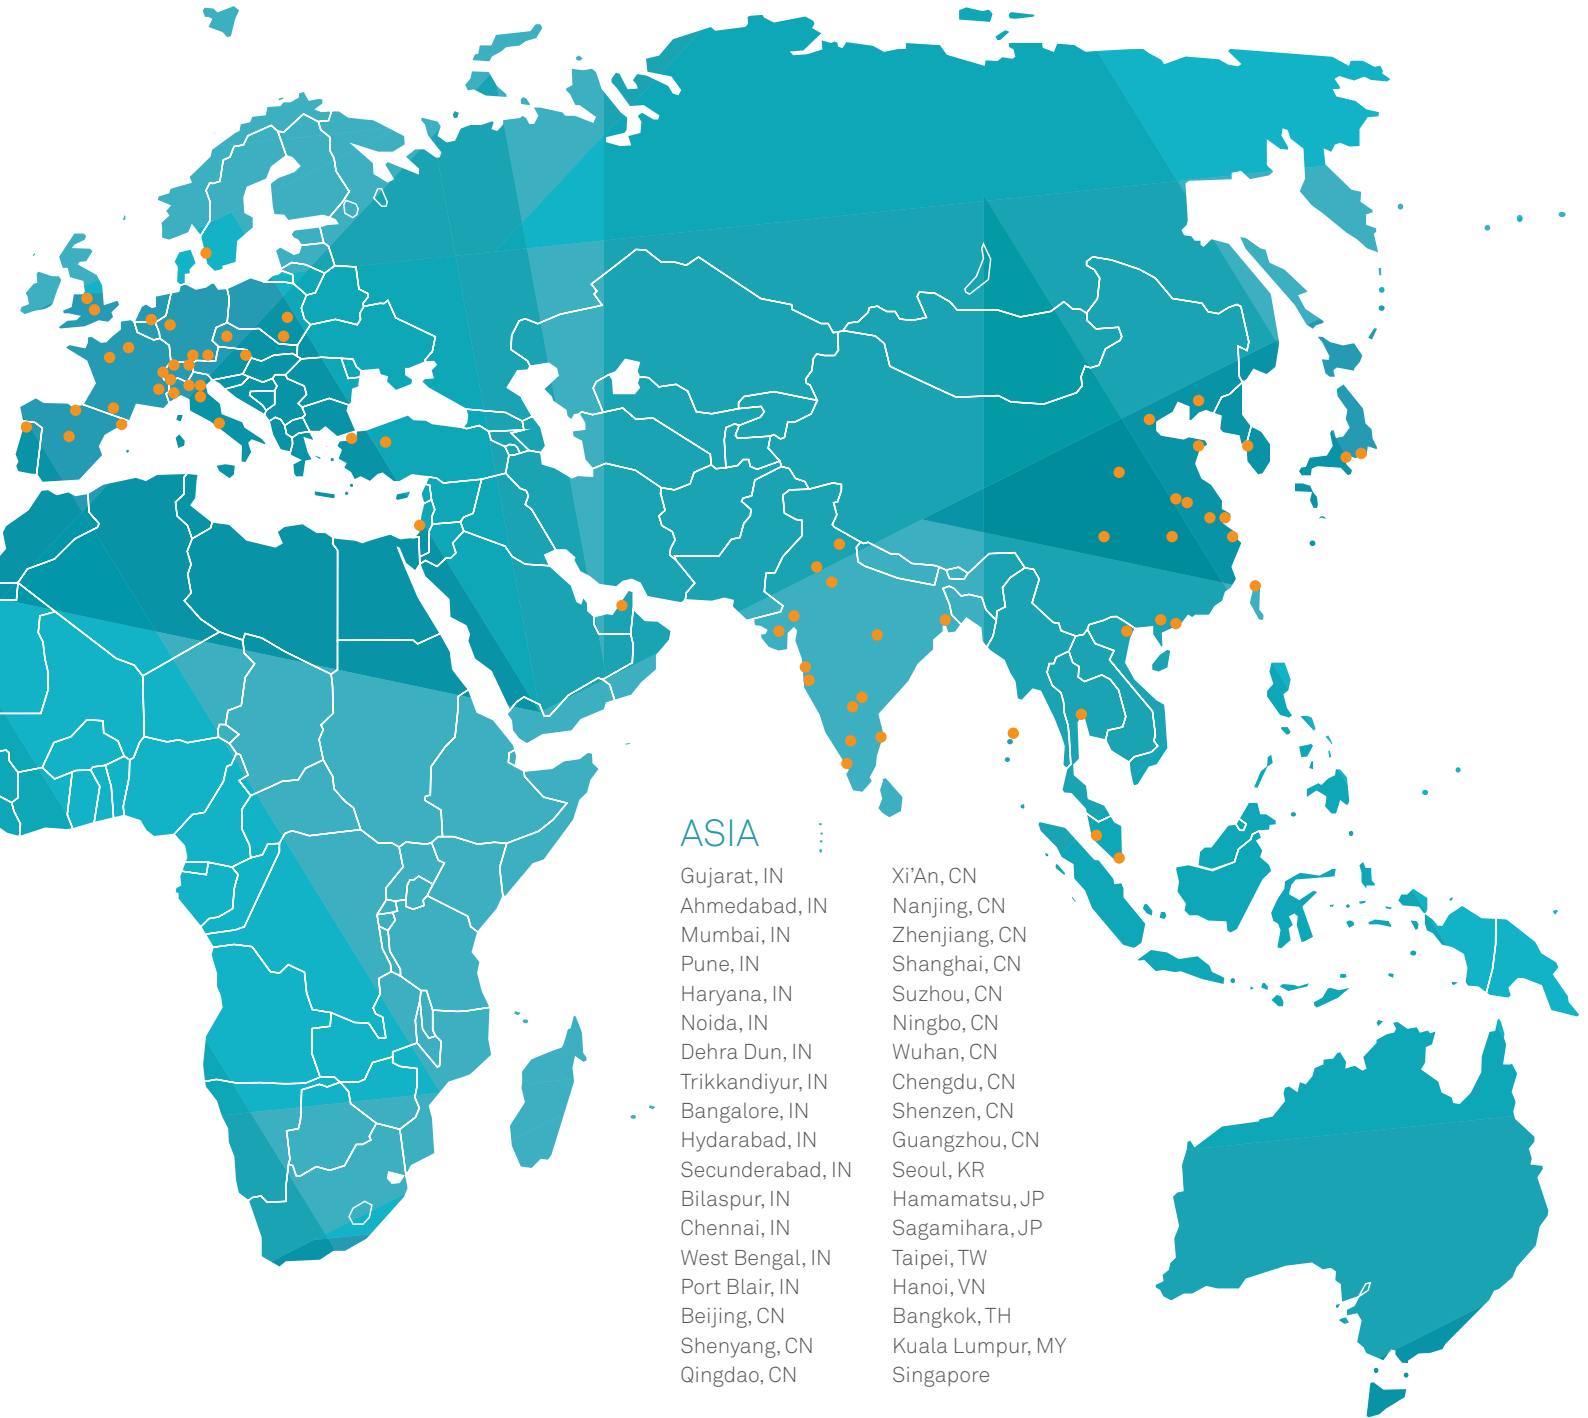 ASIA
Gujarat, IN
Ahmedabad, IN
Mumbai, IN
Pune, IN
Haryana, IN
Noida, IN
Dehra Dun, IN
Trikkandiyur, IN
Bangalore, IN
Hydarabad, IN
Secunderabad, IN
Bilaspur, IN
Chennai, IN
West Bengal, IN
Port Blair, IN
Beijing, CN
Shenyang, CN
Qingdao, CN
Xi’An, CN
Nanjing, CN
Zhenjiang, CN
Shanghai, CN
Suzhou, CN
Ningbo, CN
Wuhan, CN
Chengdu, CN
Shenzen, CN
Guangzhou, CN
Seoul, KR
Hamamatsu, JP
Sagamihara, JP
Taipei, TW
Hanoi, VN
Bangkok, TH
Kuala Lumpur, MY
Singapore